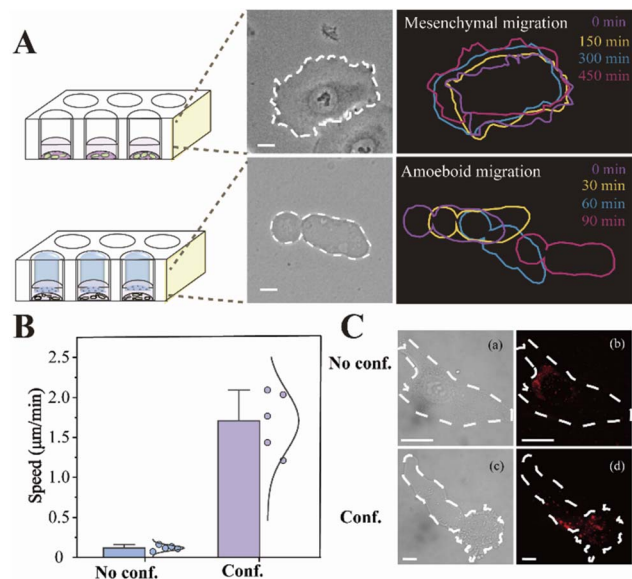 A
Mesenchymal migration
0 min
150 min
300 min
450 min
Amoeboid migration
0 min
30 min
60 min
90 min
B
Speed (μm/min)
2.5
2.0
1.5
1.0
0.5
0
No conf.
Conf.
C
No conf.
(a)
(b)
Conf.
(c)
(d)